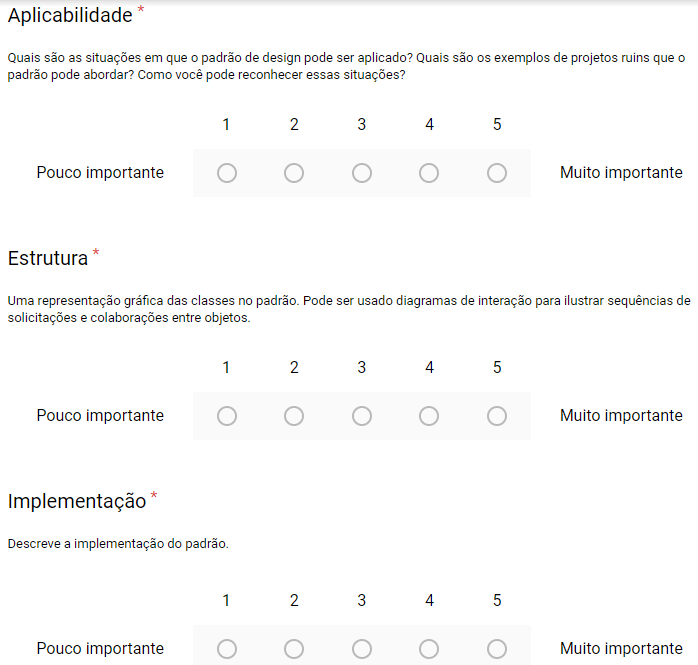 Aplicabilidade *
Quais são as situações em que o padrão de design pode ser aplicado? Quais são os exemplos de projetos ruins que o
padrão pode abordar? Como você pode reconhecer essas situações?
1 2 3 4 5
Pouco importante Muito importante
Estrutura *
Uma representação gráfica das classes no padrão. Pode ser usado diagramas de interação para ilustrar sequências de
solicitações e colaborações entre objetos.
1 2 3 4 5
Pouco importante Muito importante
Implementação *
Descreve a implementação do padrão.
1 2 3 4 5
Pouco importante Muito importante